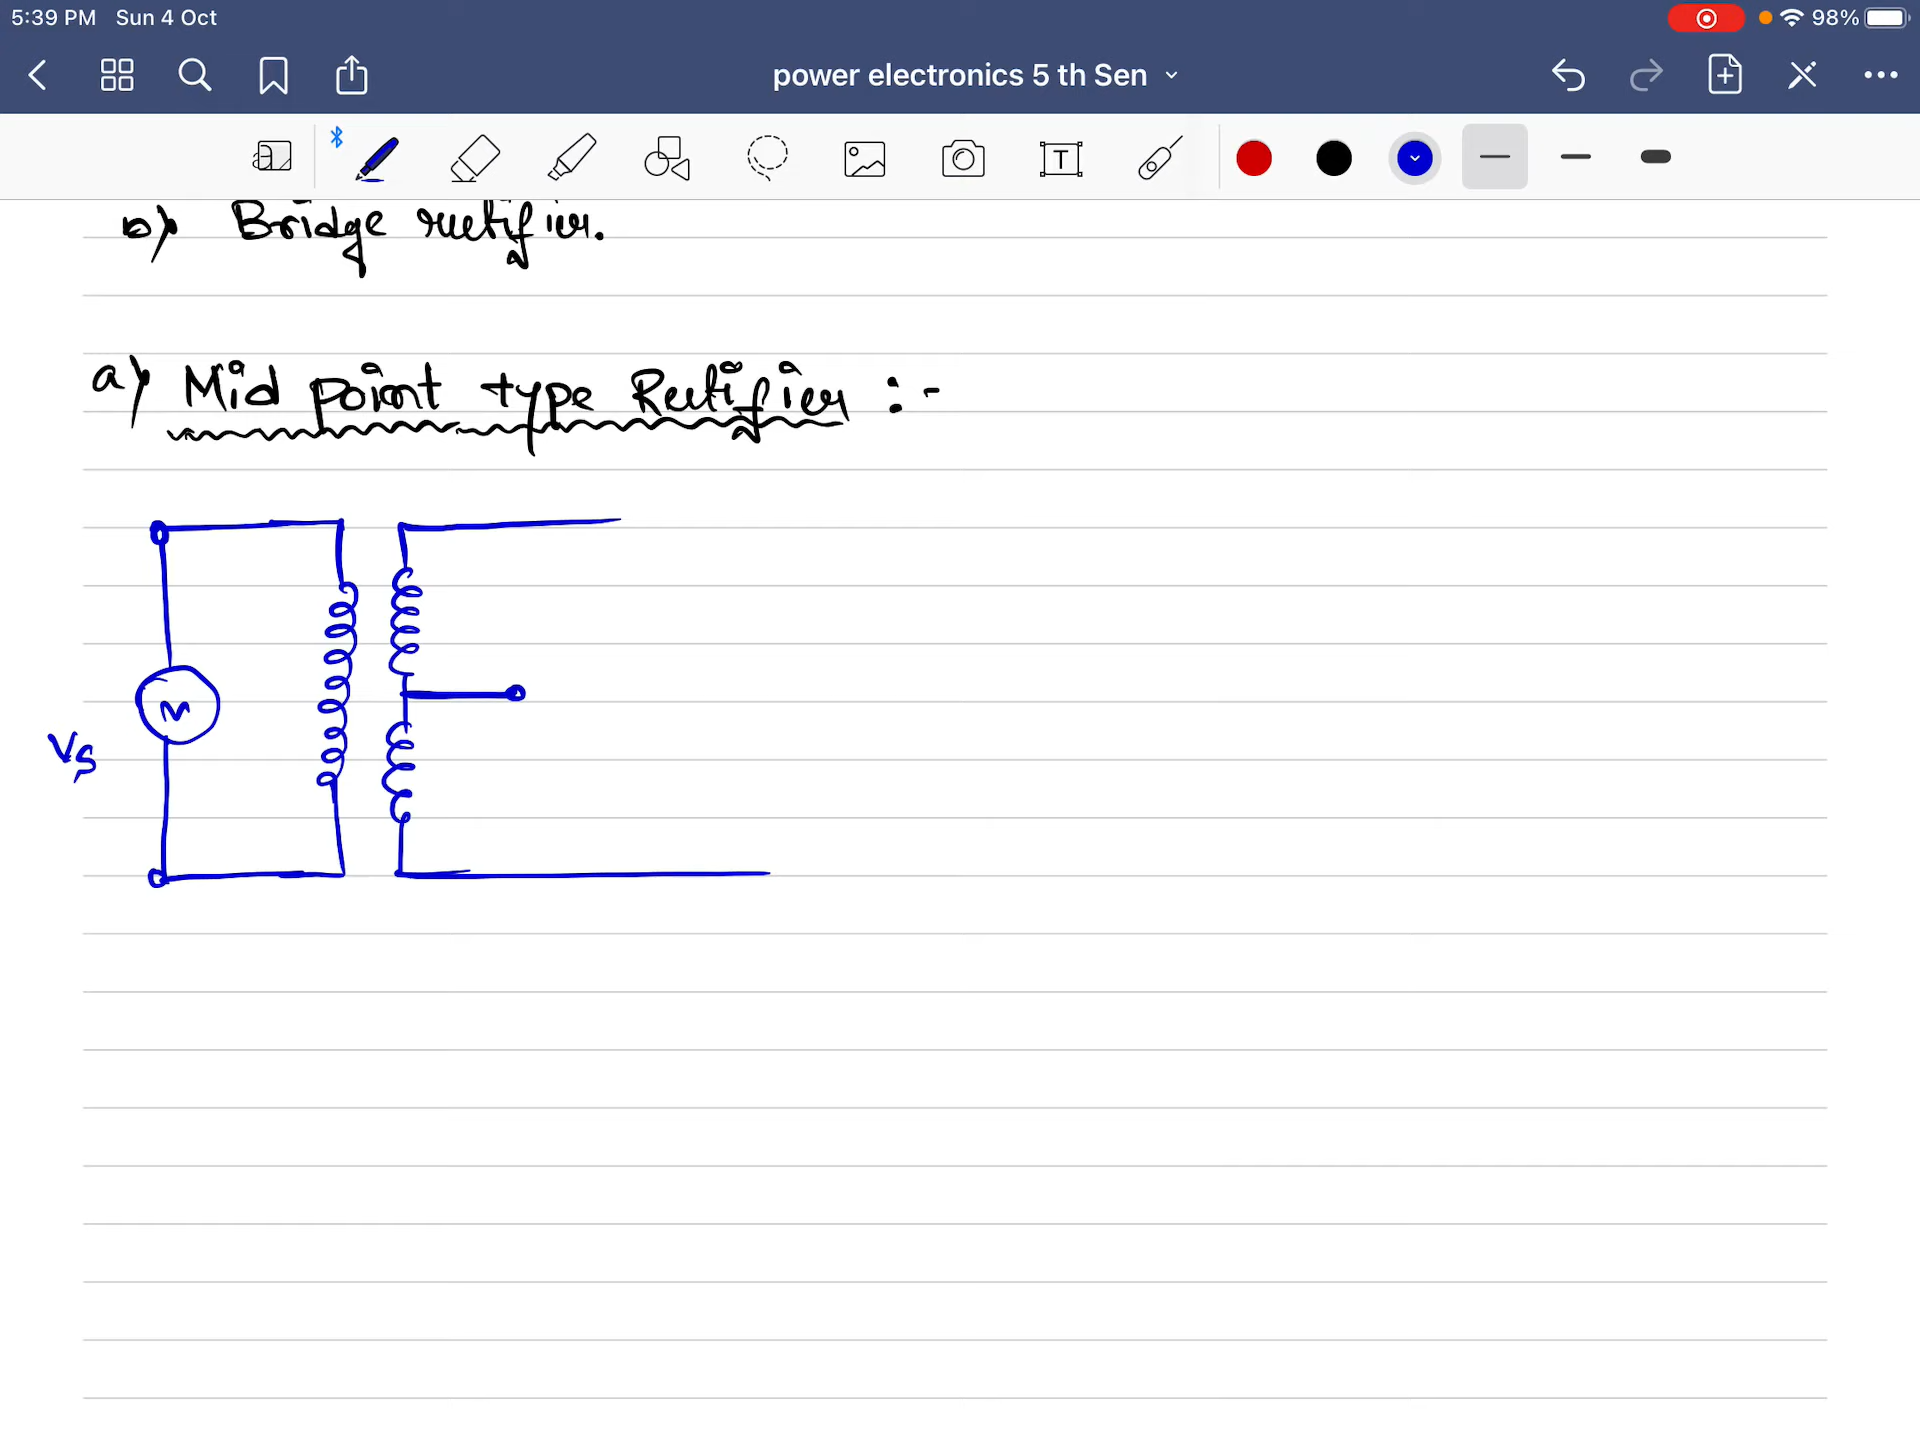 5:39 PM Sun 4 Oct
98%
power electronics 5 th Sen
T
b) Bridge rectifier.
a) Mid point type Rectifier :-
Vs